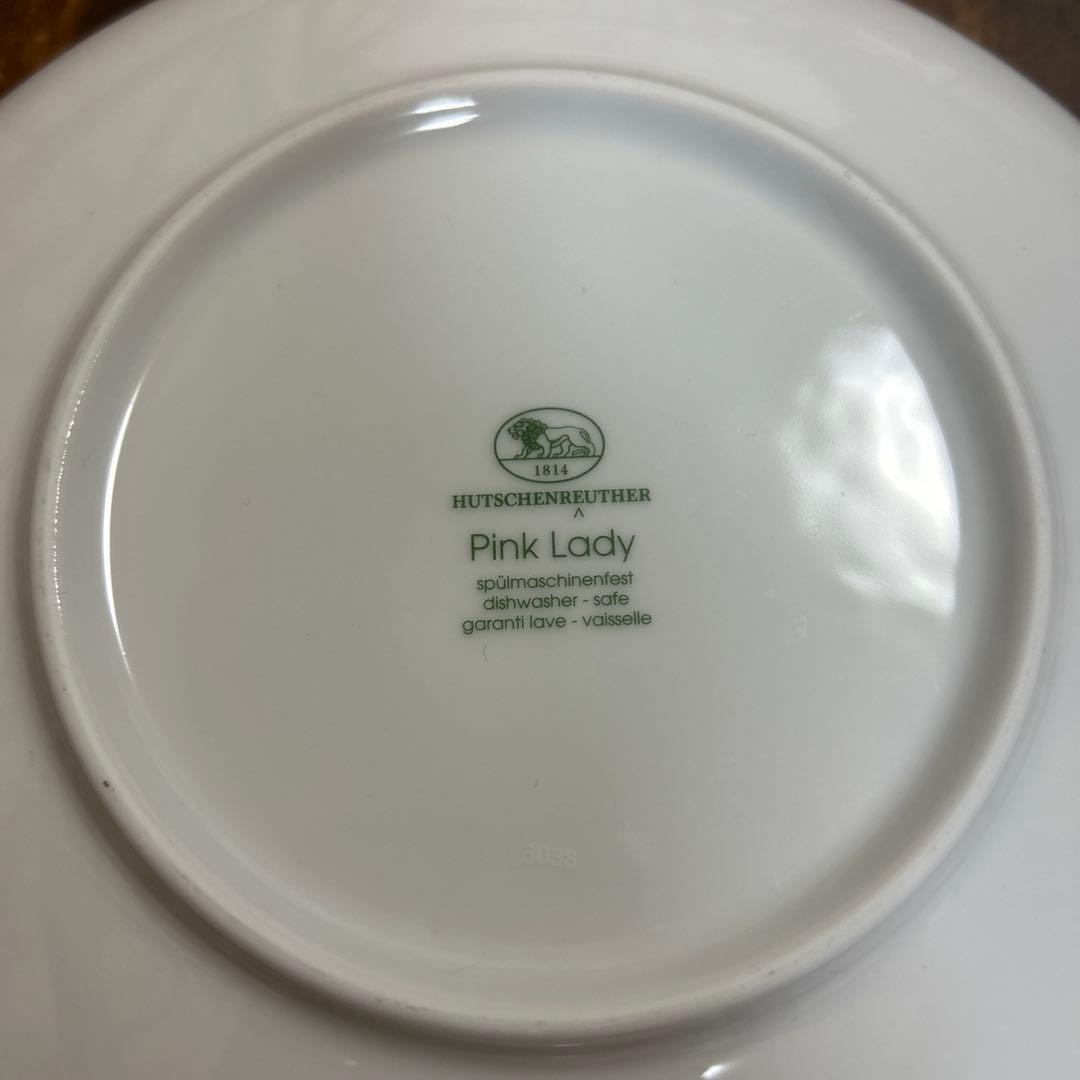 1814
HUTSCHENREUTHER
^
Pink Lady
spülmaschinenfest
dishwasher - safe
garanti lave - vaisselle
3038